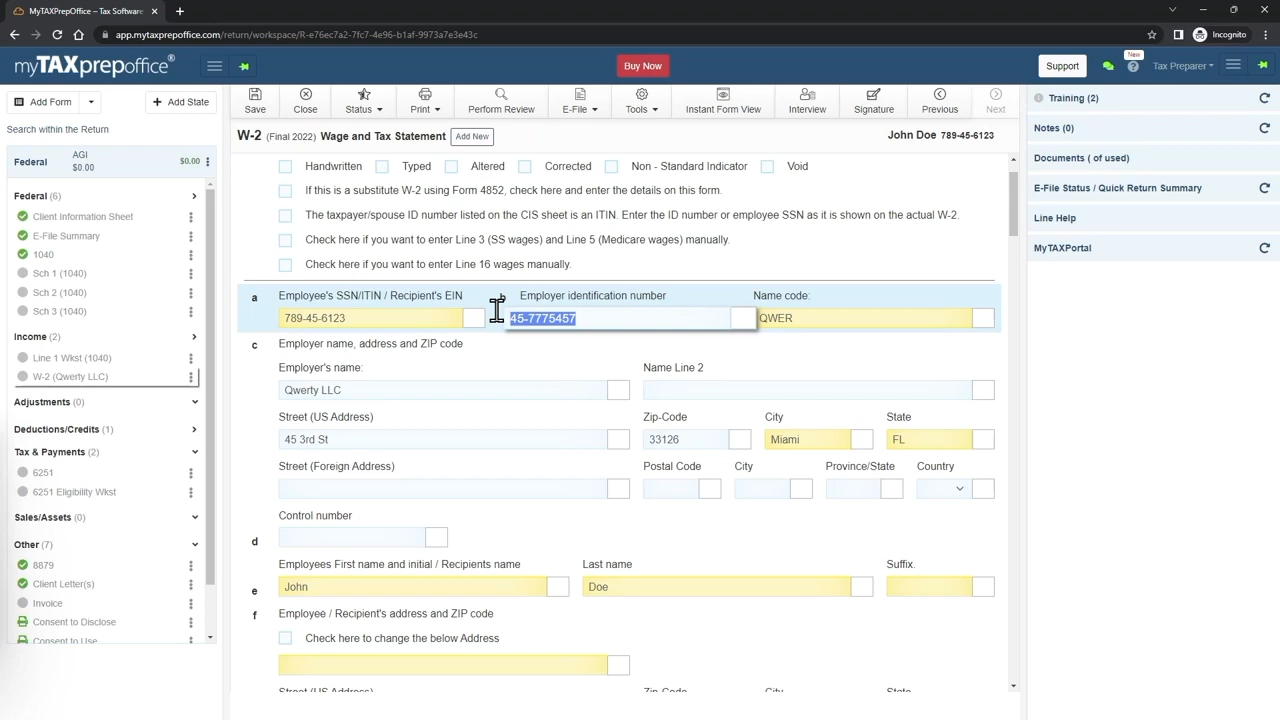 MyTAXPrepOffice – Tax Software
app.mytaxprepoffice.com/return/workspace/R-e76ec7a2-7fc7-4e96-b1af-9973a7e3e43c
Incognito
myTAXprepoffice®
Buy Now
Support
New
Tax Preparer
Add Form
Add State
Save
Close
Status
Print
Perform Review
E-File
Tools
Instant Form View
Interview
Signature
Previous
Next
Training (2)
Notes (0)
Documents ( of used)
E-File Status / Quick Return Summary
Line Help
MyTAXPortal
Search within the Return
Federal
AGI
$0.00
$0.00
Federal (6)
Client Information Sheet
E-File Summary
1040
Sch 1 (1040)
Sch 2 (1040)
Sch 3 (1040)
Income (2)
Line 1 Wkst (1040)
W-2 (Qwerty LLC)
Adjustments (0)
Deductions/Credits (1)
Tax & Payments (2)
6251
6251 Eligibility Wkst
Sales/Assets (0)
Other (7)
8879
Client Letter(s)
Invoice
Consent to Disclose
Consent to Use
W-2 (Final 2022) Wage and Tax Statement Add New
John Doe 789-45-6123
Handwritten Typed Altered Corrected Non - Standard Indicator Void
If this is a substitute W-2 using Form 4852, check here and enter the details on this form.
The taxpayer/spouse ID number listed on the CIS sheet is an ITIN. Enter the ID number or employee SSN as it is shown on the actual W-2.
Check here if you want to enter Line 3 (SS wages) and Line 5 (Medicare wages) manually.
Check here if you want to enter Line 16 wages manually.
a Employee's SSN/ITIN / Recipient's EIN Employer identification number Name code:
789-45-6123 45-7775457 QWER
c Employer name, address and ZIP code
Employer's name: Name Line 2
Qwerty LLC
Street (US Address) Zip-Code City State
45 3rd St 33126 Miami FL
Street (Foreign Address) Postal Code City Province/State Country
Control number
d
Employees First name and initial / Recipients name Last name Suffix.
e John Doe
f Employee / Recipient's address and ZIP code
Check here to change the below Address
Street (US Address) Zip-Code City State